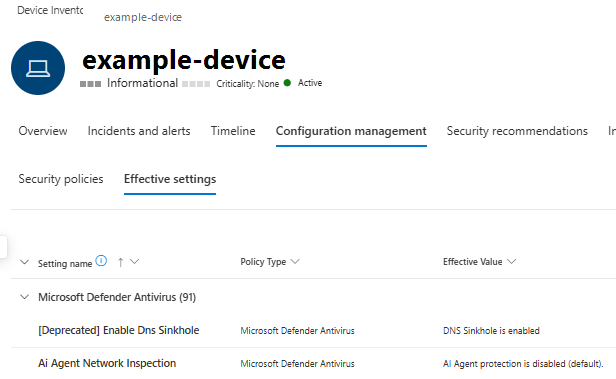 Device Invento
example-device
example-device
Informational Criticality: None Active
Overview Incidents and alerts Timeline Configuration management Security recommendations
Security policies Effective settings
Setting name Policy Type Effective Value
Microsoft Defender Antivirus (91)
[Deprecated] Enable Dns Sinkhole Microsoft Defender Antivirus DNS Sinkhole is enabled
Ai Agent Network Inspection Microsoft Defender Antivirus AI Agent protection is disabled (default).